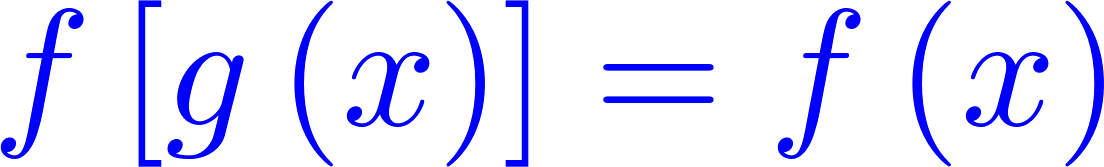 f [g (x)] = f (x)